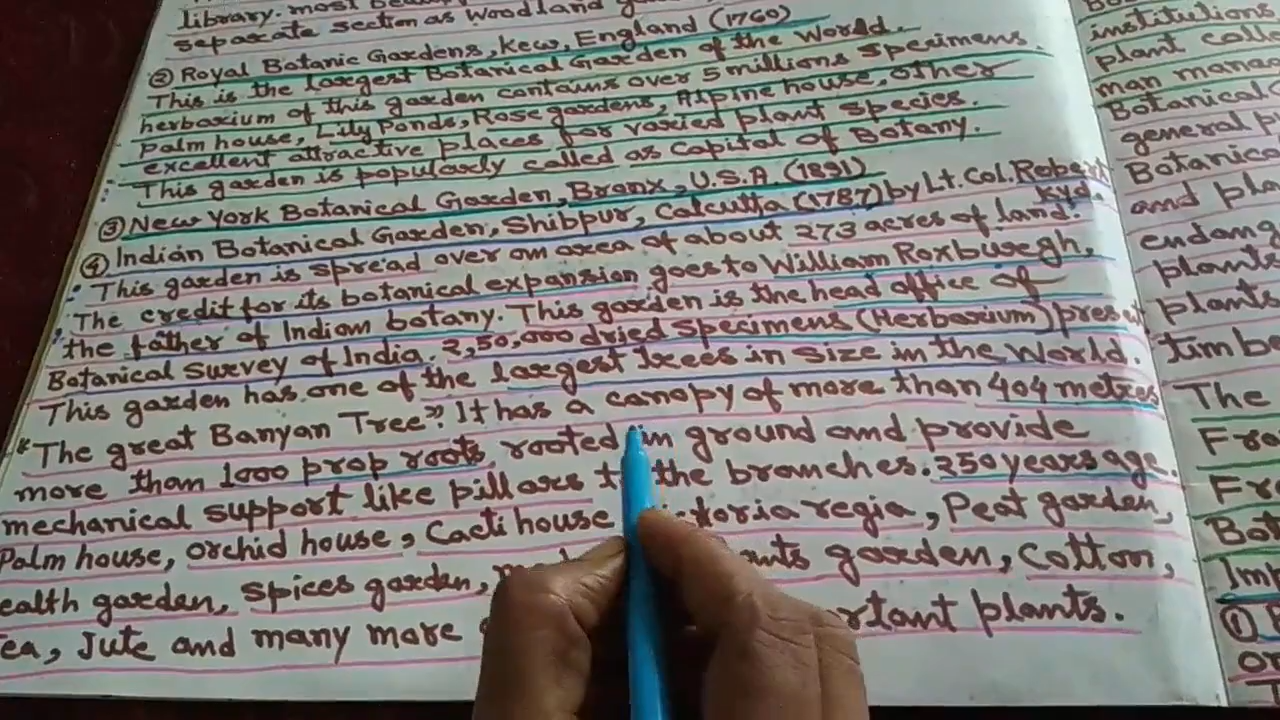 library. most
separate section as Woodland
② Royal Botanic Gardens, Kew, England (1760)
This is the largest Botanical Garden of the World.
herbarium of this garden contains over 5 millions specimens.
palm house, Lily Ponds, Rose gardens, Alpine house, other
excellent attractive places for varied plant species.
This garden is popularly called as Capital of Botany.
③ New York Botanical Garden, Bronx, U.S.A. (1891)
④ Indian Botanical Garden, Shibpur, Calcutta (1787) by Lt. Col. Robert Kyd.
This garden is spread over an area of about 273 acres of land.
The credit for its botanical expansion goes to William Roxburgh,
the father of Indian botany. This garden is the head office of
Botanical Survey of India. 2,50,000 dried specimens (Herbarium) present
This garden has one of the largest trees in size in the World.
* The great Banyan Tree". It has a canopy of more than 404 metres
more than 1000 prop roots rooted in ground and provide
mechanical support like pillars the branches. 250 years age.
Palm house, orchid house, Cacti house regia, Peat garden,
ealth garden, Spices garden, garden, Cotton,
ea, Jute and many more plants.
institutions
plant
man
Botanical
general
Botanic
and
endang
plants
plants
timbe
The
Fro
Fr
Bot
Imp
①
or